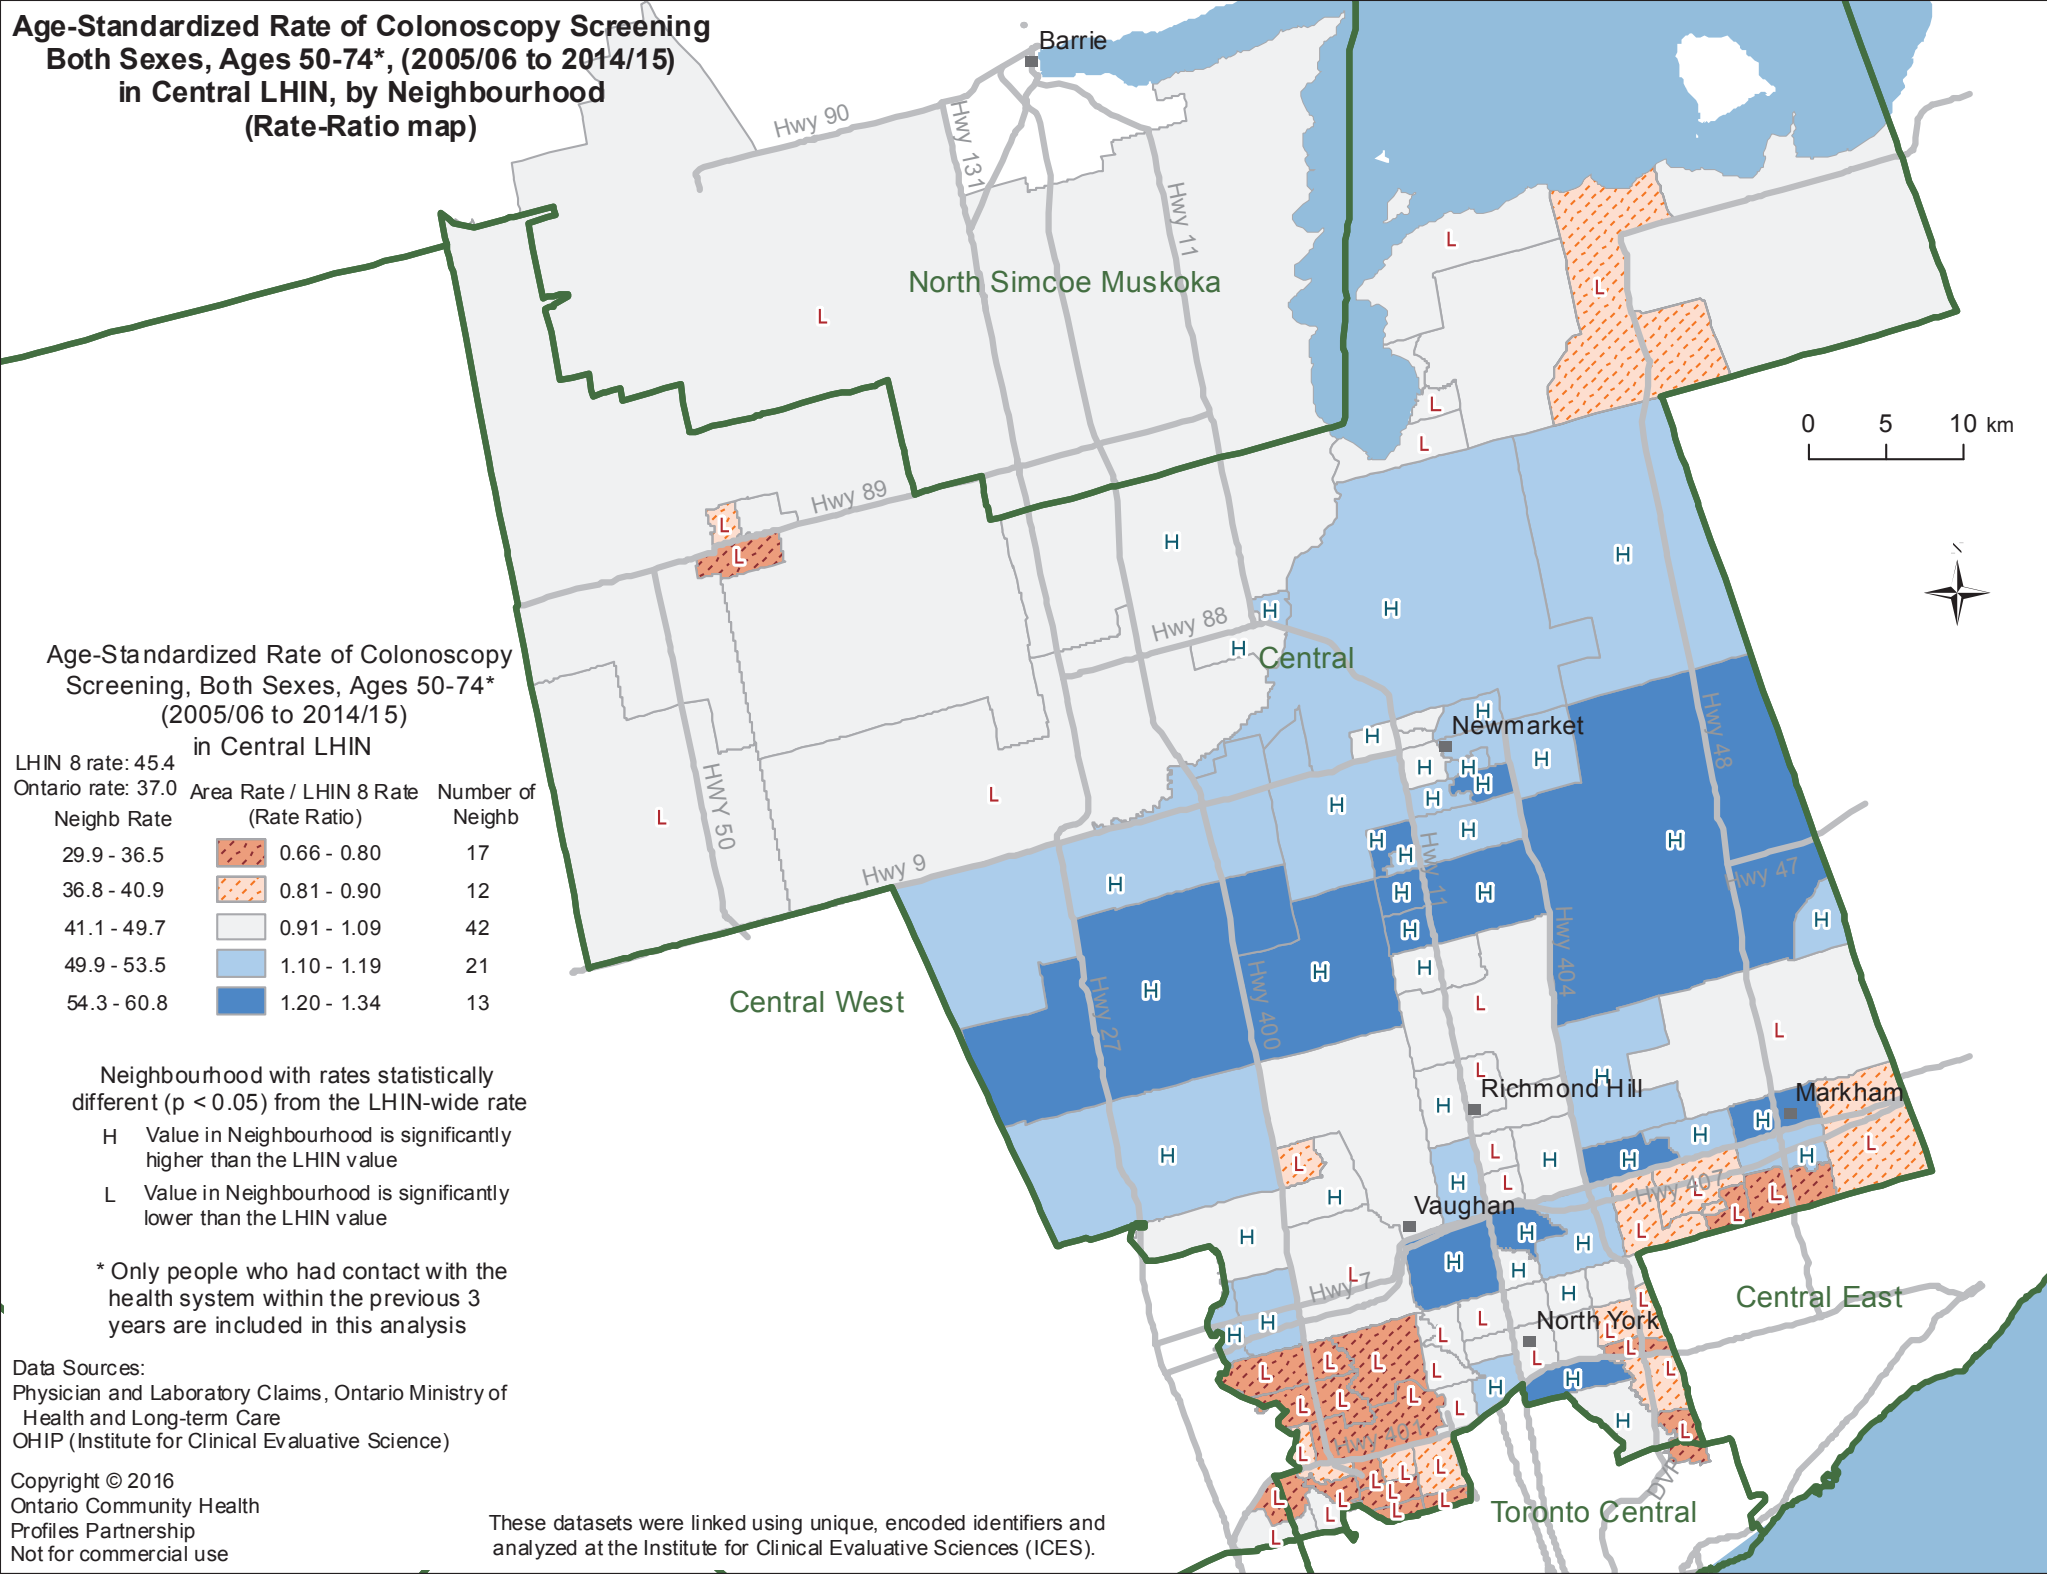 Age-Standardized Rate of Colonoscopy Screening
Both Sexes, Ages 50-74*, (2005/06 to 2014/15)
in Central LHIN, by Neighbourhood
(Rate-Ratio map)
Barrie
Hwy 90
Hwy 131
Hwy 11
North Simcoe Muskoka
L
L
L
L
L
0 5 10 km
Hwy 89
L
L
H
H
N
H
H
Hwy 88
H
Central
Age-Standardized Rate of Colonoscopy
Screening, Both Sexes, Ages 50-74*
(2005/06 to 2014/15)
in Central LHIN
LHIN 8 rate: 45.4
Ontario rate: 37.0
Neighb Rate
Area Rate / LHIN 8 Rate
(Rate Ratio)
Number of
Neighb
29.9 - 36.5 0.66 - 0.80 17
36.8 - 40.9 0.81 - 0.90 12
41.1 - 49.7 0.91 - 1.09 42
49.9 - 53.5 1.10 - 1.19 21
54.3 - 60.8 1.20 - 1.34 13
Neighbourhood with rates statistically
different (p < 0.05) from the LHIN-wide rate
H Value in Neighbourhood is significantly
higher than the LHIN value
L Value in Neighbourhood is significantly
lower than the LHIN value
* Only people who had contact with the
health system within the previous 3
years are included in this analysis
Data Sources:
Physician and Laboratory Claims, Ontario Ministry of
Health and Long-term Care
OHIP (Institute for Clinical Evaluative Science)
Copyright © 2016
Ontario Community Health
Profiles Partnership
Not for commercial use
These datasets were linked using unique, encoded identifiers and
analyzed at the Institute for Clinical Evaluative Sciences (ICES).
H
Newmarket
H
H
H
H
H
H
H
H
Hwy 48
HWY 50
L
L
H
H
H
Hwy 11
H
Hwy 47
Hwy 9
H
H
H
H
H
Hwy 404
Central West
H
H
H
Hwy 27
Hwy 400
L
L
L
H
Richmond Hill
H
Markham
H
H
L
H
L
H
H
H
L
H
H
L
Hwy 407
L
L
L
L
Vaughan
H
H
H
H
H
L
Hwy 7
H
H
Central East
L
H
H
L
L
L
North York
L
L
L
L
L
L
L
H
H
L
L
L
L
L
H
L
Hwy 401
L
L
L
L
L
L
L
L
L
L
L
L
DVP
Toronto Central